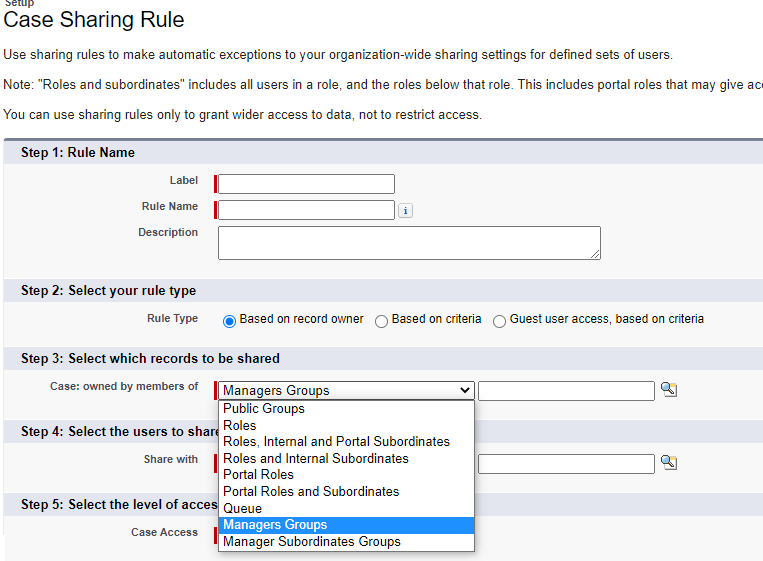 Setup
Case Sharing Rule
Use sharing rules to make automatic exceptions to your organization-wide sharing settings for defined sets of users.
Note: "Roles and subordinates" includes all users in a role, and the roles below that role. This includes portal roles that may give
You can use sharing rules only to grant wider access to data, not to restrict access.
Step 1: Rule Name
Label
Rule Name
i
Description
Step 2: Select your rule type
Rule Type Based on record owner Based on criteria Guest user access, based on criteria
Step 3: Select which records to be shared
Case: owned by members of Managers Groups
Public Groups
Roles
Step 4: Select the users to
Roles, Internal and Portal Subordinates
Roles and Internal Subordinates
Share with
Portal Roles
Portal Roles and Subordinates
Step 5: Select the level of
Queue
Managers Groups
Case Access
Manager Subordinates Groups